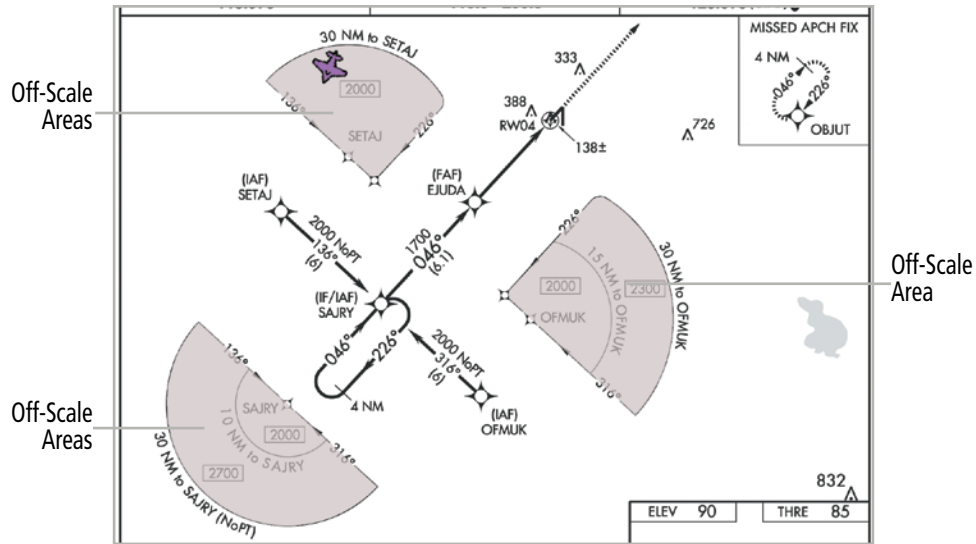 MISSED APCH FIX
4 NM
046°
226°
OBJUT
30 NM to SETAJ
2000
136°
226°
SETAJ
Off-Scale
Areas
333
388
RW04
138±
726
(IAF)
SETAJ
2000 NoPT
136°
(6)
(FAF)
EJUDA
1700
046°
(6.1)
(IF/IAF)
SAJRY
046°
226°
4 NM
2000 NoPT
316°
(6)
(IAF)
OFMUK
226°
15 NM to OFMUK
30 NM to OFMUK
2000
2300
OFMUK
316°
Off-Scale
Area
Off-Scale
Areas
136°
SAJRY
2000
10 NM to SAJRY
316°
2700
30 NM to SAJRY (NoPT)
832
ELEV 90
THRE 85